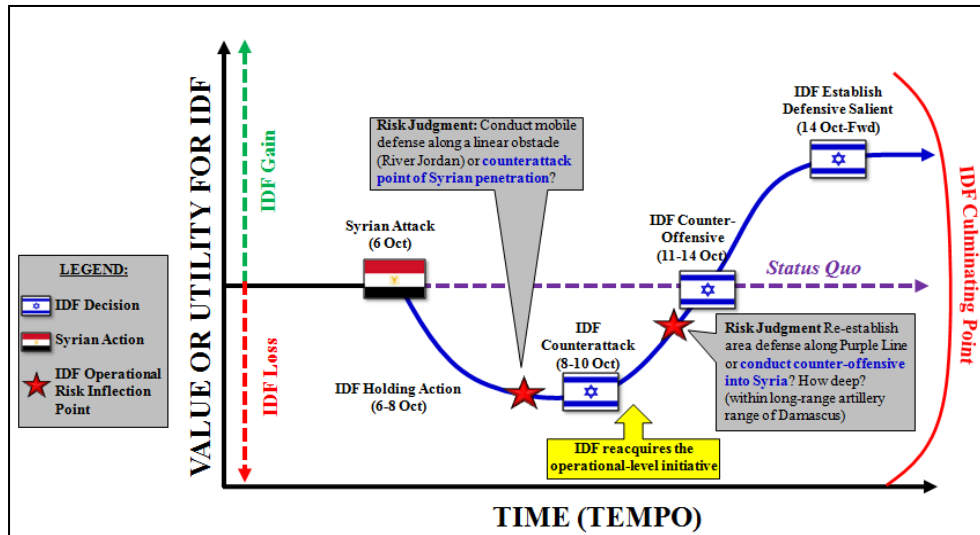 VALUE OR UTILITY FOR IDF
IDF Gain
IDF Loss
LEGEND:
IDF Decision
Syrian Action
IDF Operational
Risk Inflection
Point
Syrian Attack
(6 Oct)
Risk Judgment: Conduct mobile
defense along a linear obstacle
(River Jordan) or counterattack
point of Syrian penetration?
IDF Holding Action
(6-8 Oct)
IDF
Counterattack
(8-10 Oct)
IDF reacquires the
operational-level initiative
IDF Counter-
Offensive
(11-14 Oct)
Status Quo
Risk Judgment Re-establish
area defense along Purple Line
or conduct counter-offensive
into Syria? How deep?
(within long-range artillery
range of Damascus)
IDF Establish
Defensive Salient
(14 Oct-Fwd)
IDF Culminating Point
TIME (TEMPO)